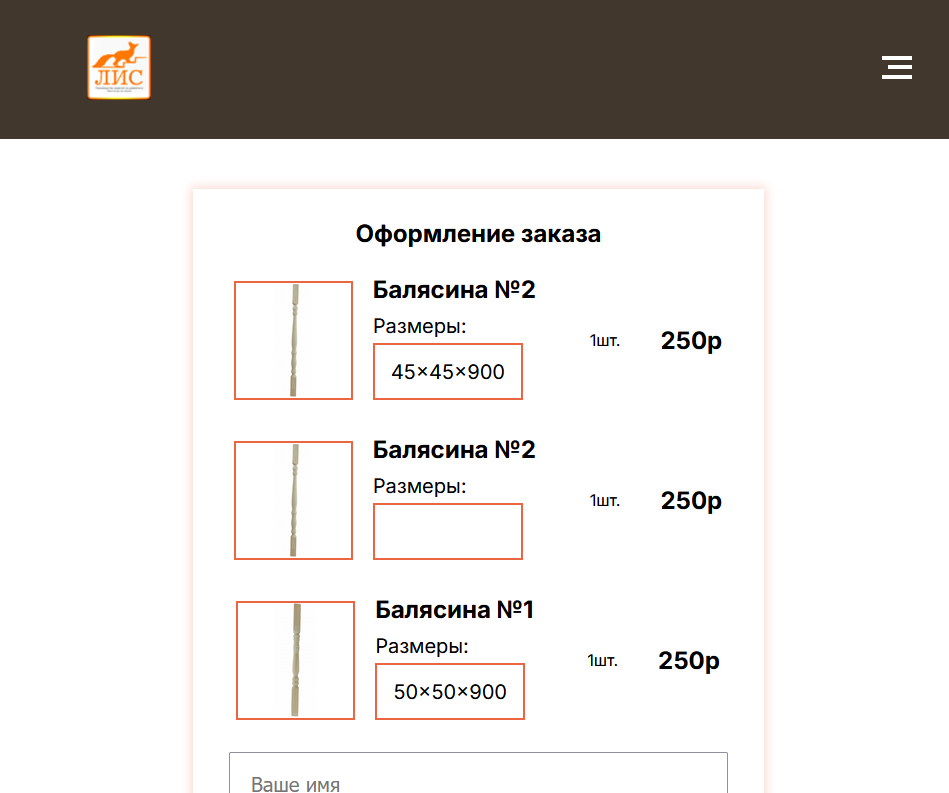 ЛИС
Оформление заказа
Балясина №2
Размеры:
45×45×900
1шт.
250р
Балясина №2
Размеры:
1шт.
250р
Балясина №1
Размеры:
50×50×900
1шт.
250р
Ваше имя